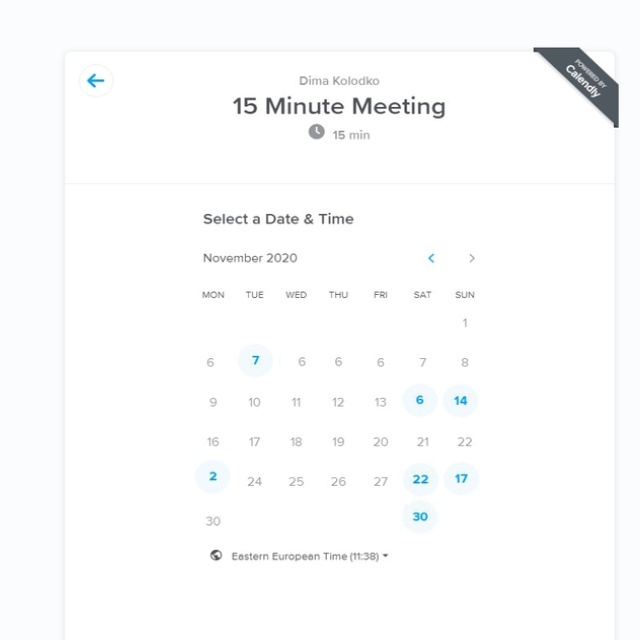 POWERED BY
Calendly
Dima Kolodko
15 Minute Meeting
15 min
Select a Date & Time
November 2020
MON TUE WED THU FRI SAT SUN
1
6 7 6 6 6 7 8
9 10 11 12 13 6 14
16 17 18 19 20 21 22
2 24 25 26 27 22 17
30 30
Eastern European Time (11:38)